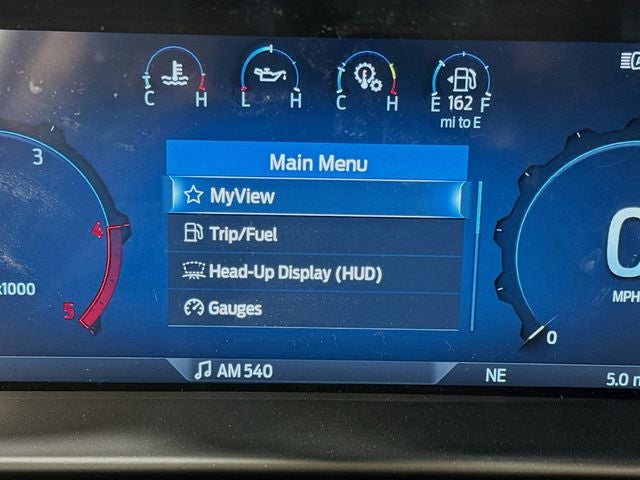 C H
L H
C H
E 162 F
mi to E
Main Menu
MyView
Trip/Fuel
Head-Up Display (HUD)
Gauges
3
4
5
x1000
0
MPH
0
AM 540
NE
5.0